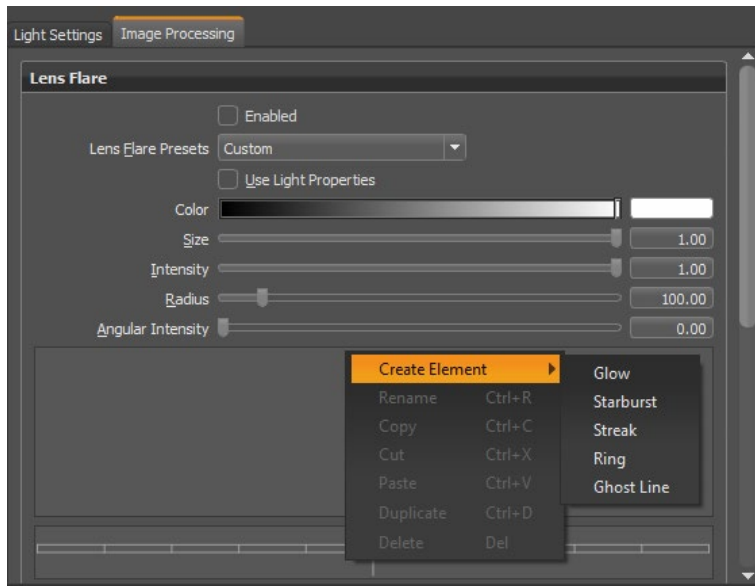 Light Settings Image Processing
Lens Flare
Enabled
Lens Flare Presets Custom
Use Light Properties
Color
Size 1.00
Intensity 1.00
Radius 100.00
Angular Intensity 0.00
Create Element
Rename Ctrl+R
Copy Ctrl+C
Cut Ctrl+X
Paste Ctrl+V
Duplicate Ctrl+D
Delete Del
Glow
Starburst
Streak
Ring
Ghost Line